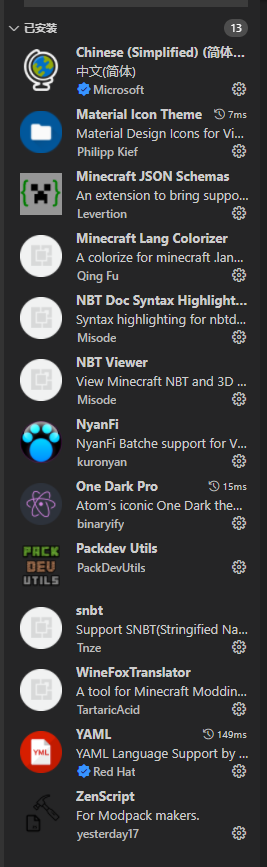 已安装 13
Chinese (Simplified) (简体...
中文(简体)
Microsoft
Material Icon Theme 7ms
Material Design Icons for Vi...
Philipp Kief
Minecraft JSON Schemas
An extension to bring suppo...
Levertion
Minecraft Lang Colorizer
A colorize for minecraft .lan...
Qing Fu
NBT Doc Syntax Highlight...
Syntax highlighting for nbtd...
Misode
NBT Viewer
View Minecraft NBT and 3D ...
Misode
NyanFi
NyanFi Batche support for V...
kuronyan
One Dark Pro 15ms
Atom's iconic One Dark the...
binaryify
PACK
DEV
UTILS
Packdev Utils
PackDevUtils
snbt
Support SNBT(Stringified Na...
Tnze
WineFoxTranslator
A tool for Minecraft Moddin...
TartaricAcid
YML
YAML 149ms
YAML Language Support by ...
Red Hat
ZenScript
For Modpack makers.
yesterday17